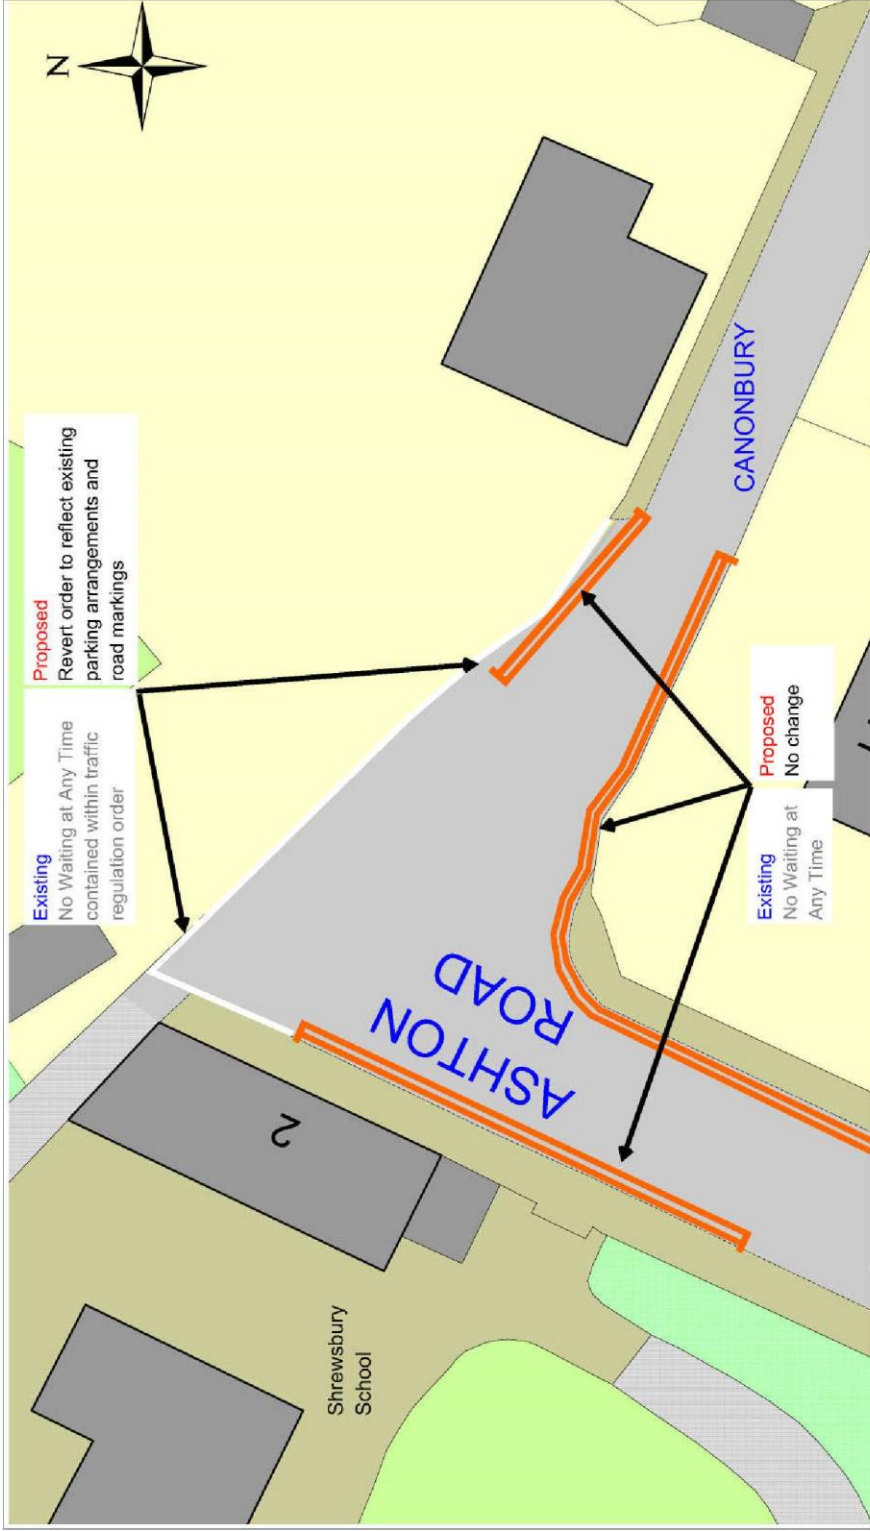 N
Existing
No Waiting at Any Time
contained within traffic
regulation order
Proposed
Revert order to reflect existing
parking arrangements and
road markings
CANONBURY
ASHTON
ROAD
2
Shrewsbury
School
Existing
No Waiting at
Any Time
Proposed
No change